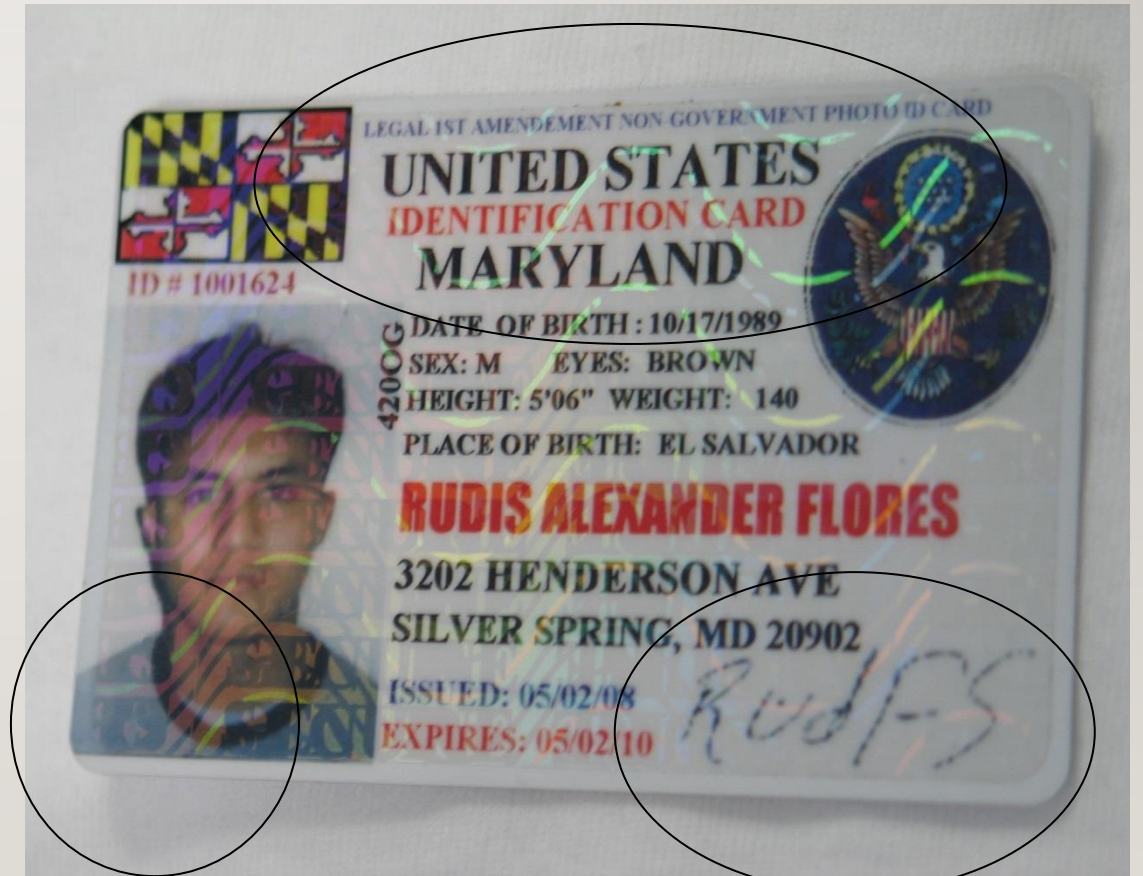 LEGAL 1ST AMENDEMENT NON-GOVERNMENT PHOTO ID CARD
UNITED STATES
IDENTIFICATION CARD
MARYLAND
ID # 1001624
DATE OF BIRTH : 10/17/1989
SEX: M EYES: BROWN
HEIGHT: 5'06" WEIGHT: 140
420OG
PLACE OF BIRTH: EL SALVADOR
RUDIS ALEXANDER FLORES
3202 HENDERSON AVE
SILVER SPRING, MD 20902
ISSUED: 05/02/08
EXPIRES: 05/02/10
RudFS